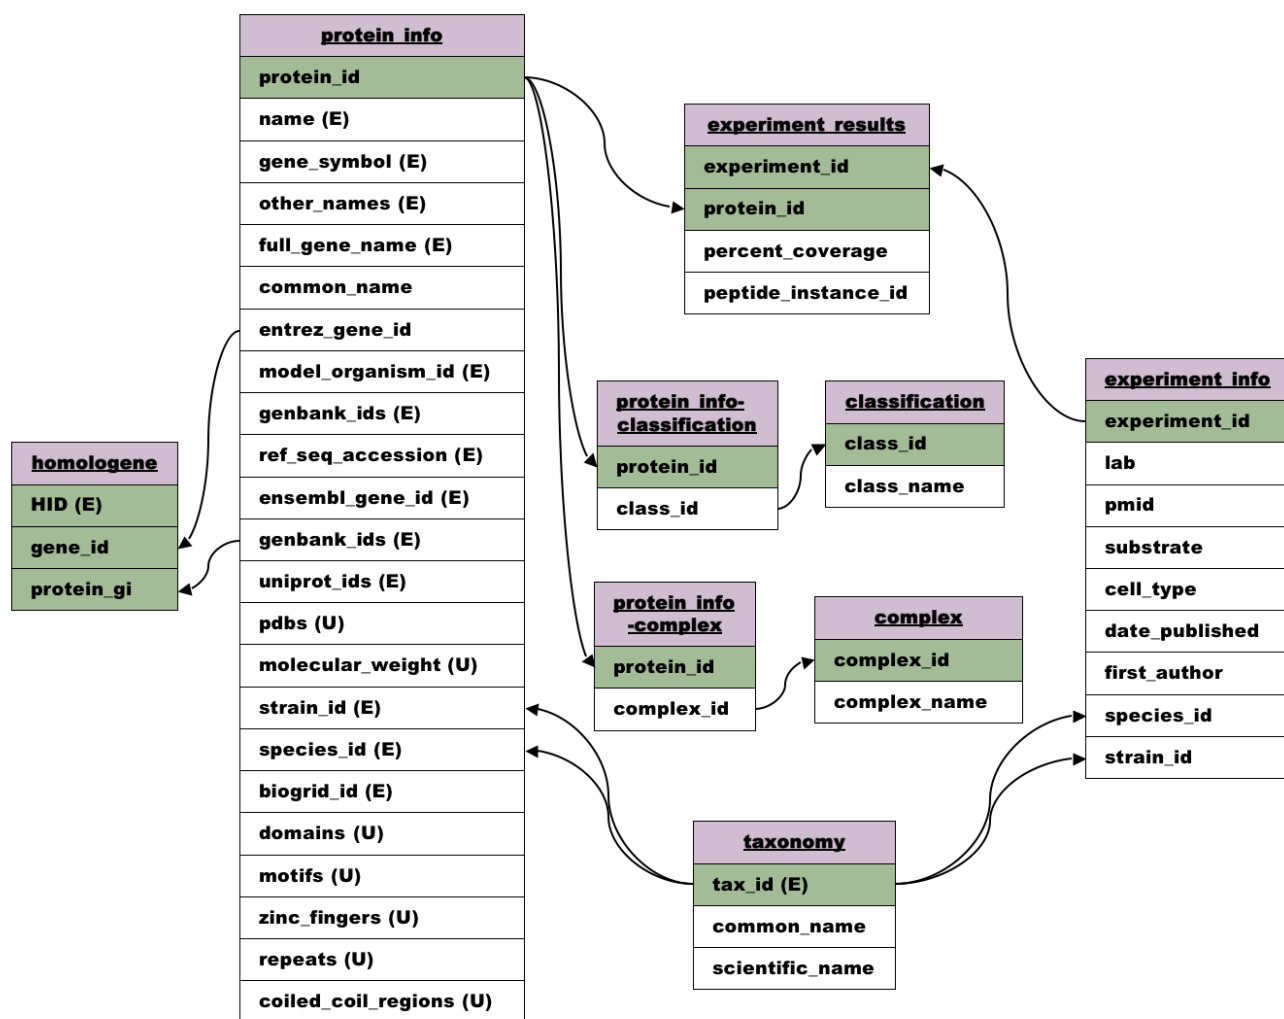 protein_info
protein_id
name (E)
gene_symbol (E)
other_names (E)
full_gene_name (E)
common_name
entrez_gene_id
model_organism_id (E)
genbank_ids (E)
ref_seq_accession (E)
ensembl_gene_id (E)
genbank_ids (E)
uniprot_ids (E)
pdbs (U)
molecular_weight (U)
strain_id (E)
species_id (E)
biogrid_id (E)
domains (U)
motifs (U)
zinc_fingers (U)
repeats (U)
coiled_coil_regions (U)
homologene
HID (E)
gene_id
protein_gi
experiment_results
experiment_id
protein_id
percent_coverage
peptide_instance_id
protein_info-
classification
protein_id
class_id
classification
class_id
class_name
protein_info
-complex
protein_id
complex_id
complex
complex_id
complex_name
experiment_info
experiment_id
lab
pmid
substrate
cell_type
date_published
first_author
species_id
strain_id
taxonomy
tax_id (E)
common_name
scientific_name